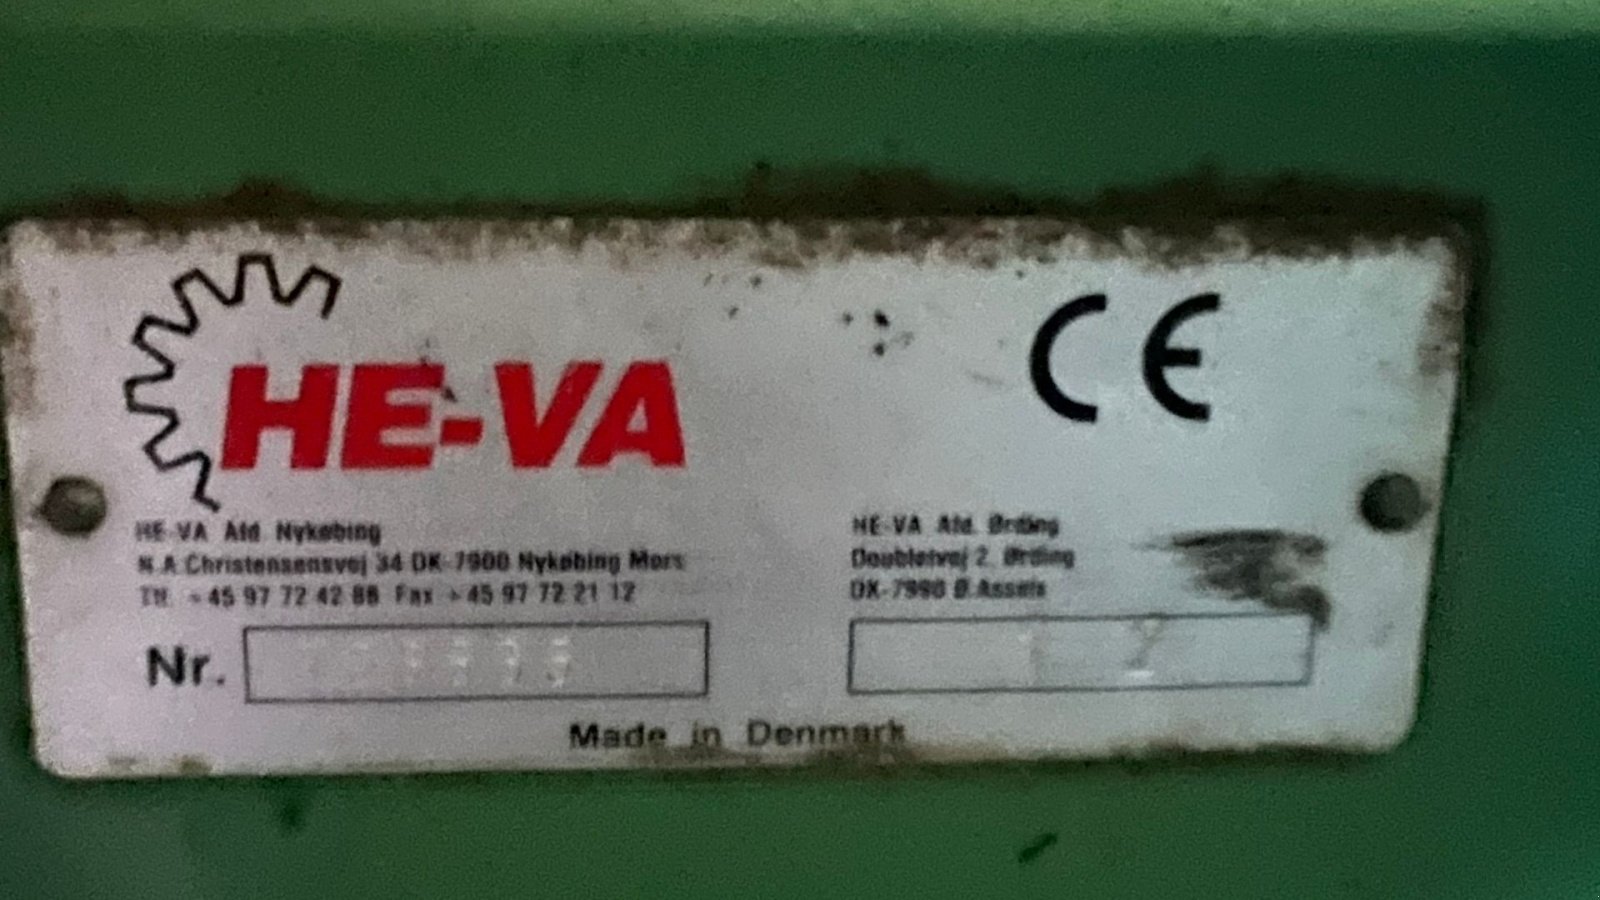 HE-VA
CE
HE-VA Afd. Nykøbing
N.A.Christensensvej 34 DK-7900 Nykøbing Mors
Tlf. +45 97 72 42 88 Fax +45 97 72 21 12
HE-VA Afd. Ørding
Doubletvej 2, Ørding
DK-7990 Ø.Assels
Nr.
Made in Denmark